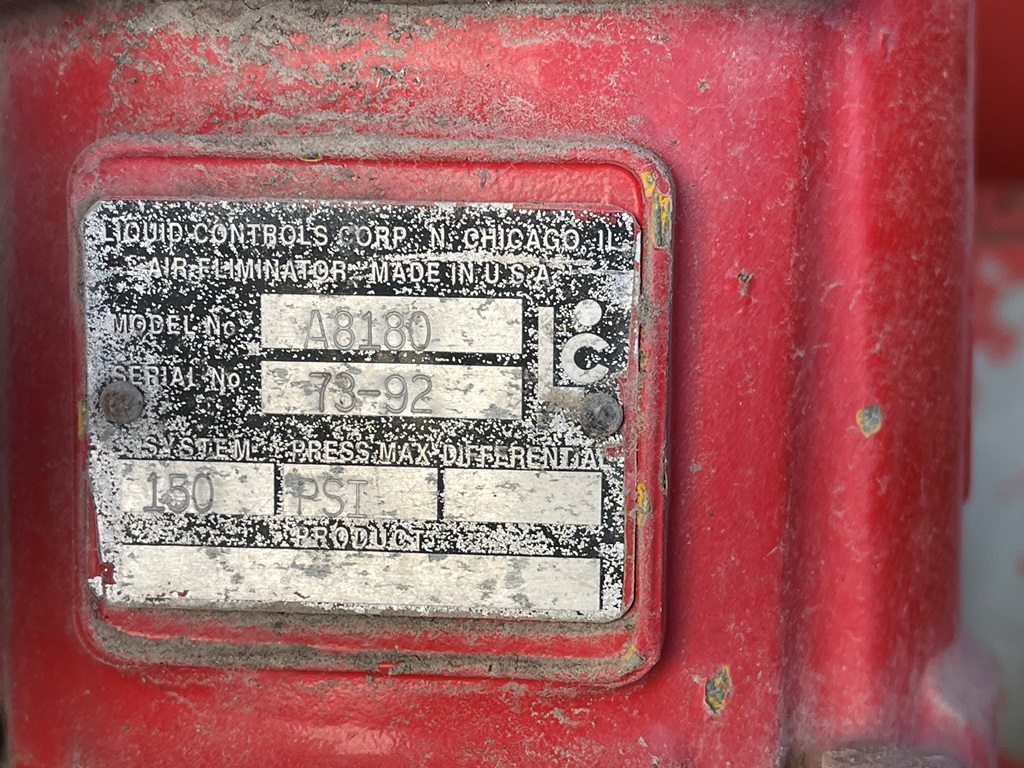 LIQUID CONTROLS CORP. N. CHICAGO, IL
AIR ELIMINATOR MADE IN U.S.A.
MODEL No. A8180
LC
SERIAL No 73-92
SYSTEM PRESS MAX DIFFERENTIAL
150 PSI
PRODUCT